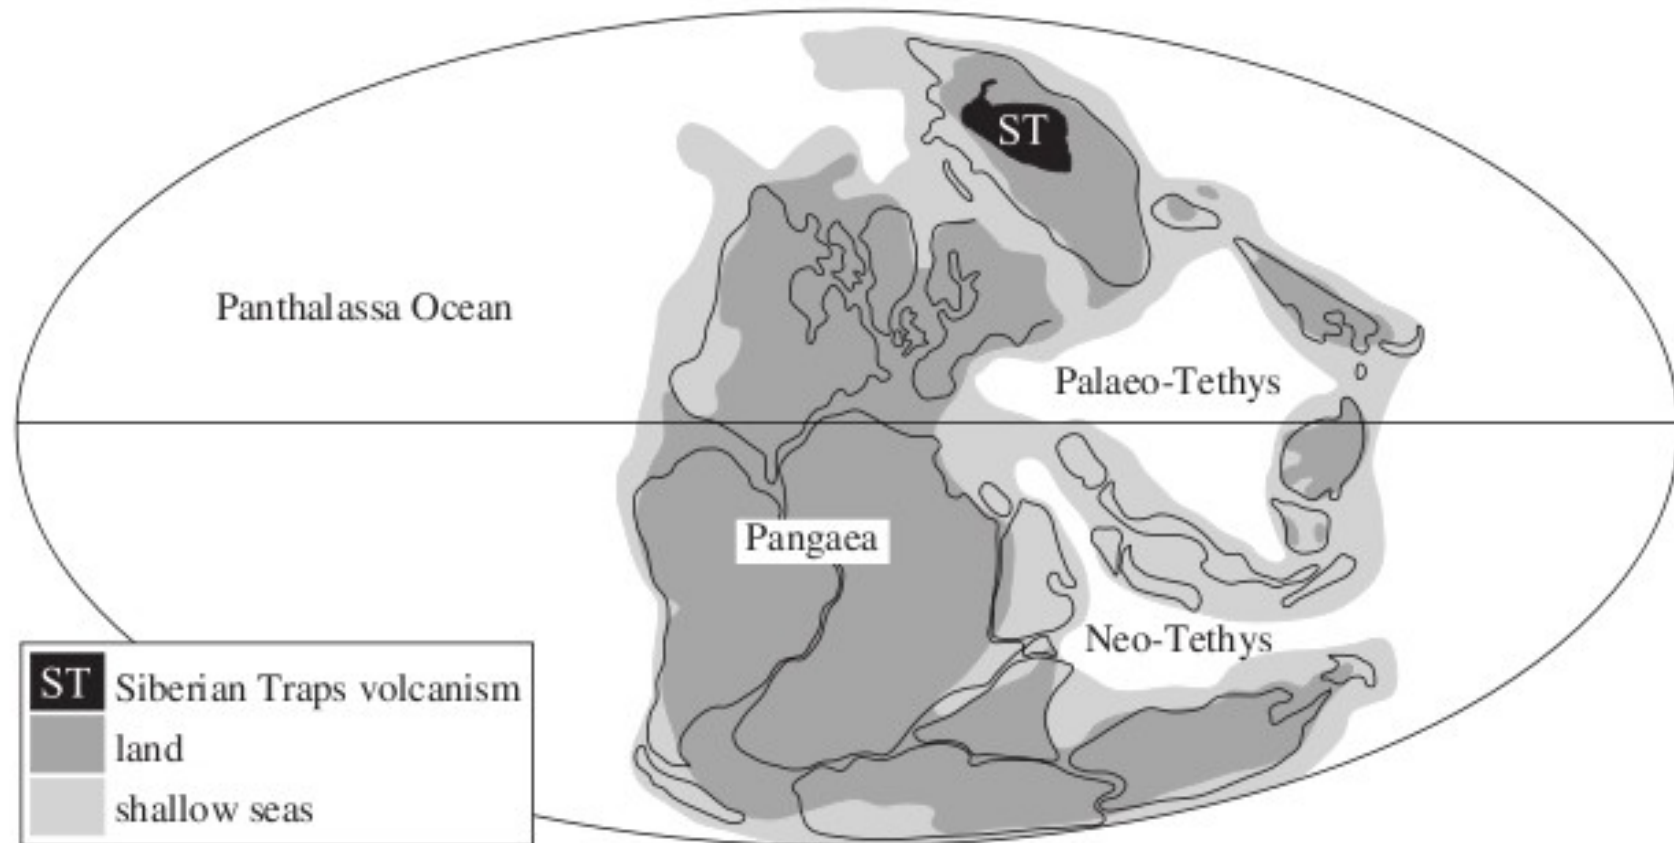 ST
Panthalassa Ocean
Palaeo-Tethys
Pangaea
Neo-Tethys
ST Siberian Traps volcanism
land
shallow seas